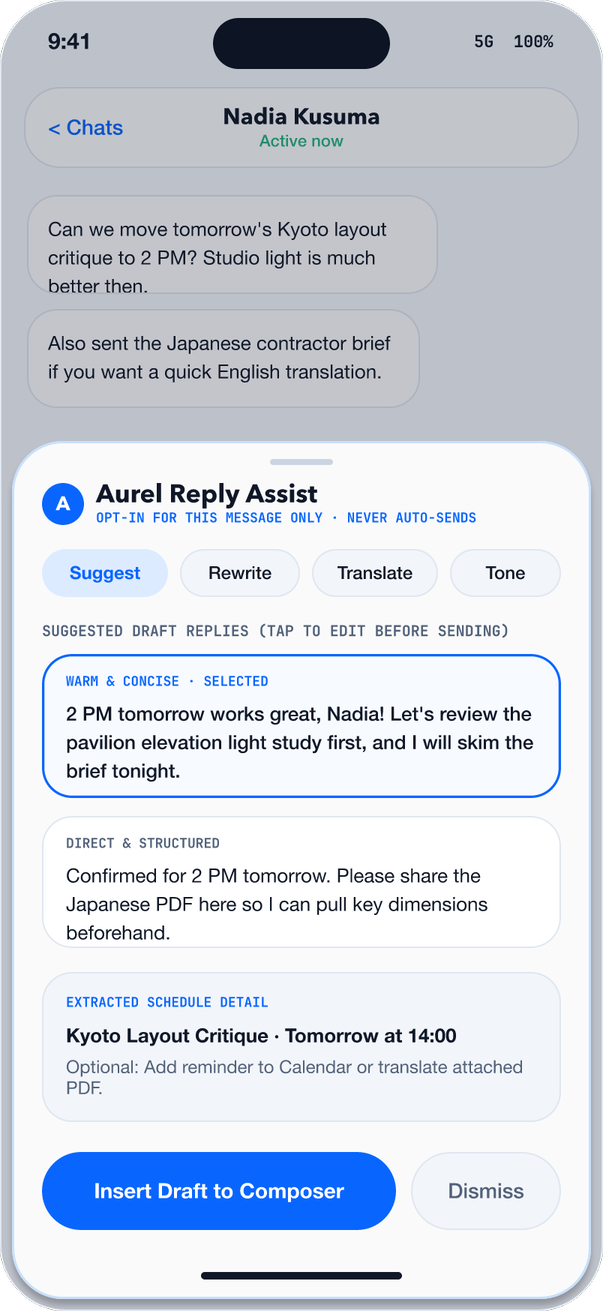 9:41
5G 100%
< Chats
Nadia Kusuma
Active now
Can we move tomorrow's Kyoto layout
critique to 2 PM? Studio light is much
better then.
Also sent the Japanese contractor brief
if you want a quick English translation.
A
Aurel Reply Assist
OPT-IN FOR THIS MESSAGE ONLY · NEVER AUTO-SENDS
Suggest
Rewrite
Translate
Tone
SUGGESTED DRAFT REPLIES (TAP TO EDIT BEFORE SENDING)
WARM & CONCISE · SELECTED
2 PM tomorrow works great, Nadia! Let's review the
pavilion elevation light study first, and I will skim the
brief tonight.
DIRECT & STRUCTURED
Confirmed for 2 PM tomorrow. Please share the
Japanese PDF here so I can pull key dimensions
beforehand.
EXTRACTED SCHEDULE DETAIL
Kyoto Layout Critique · Tomorrow at 14:00
Optional: Add reminder to Calendar or translate attached
PDF.
Insert Draft to Composer
Dismiss